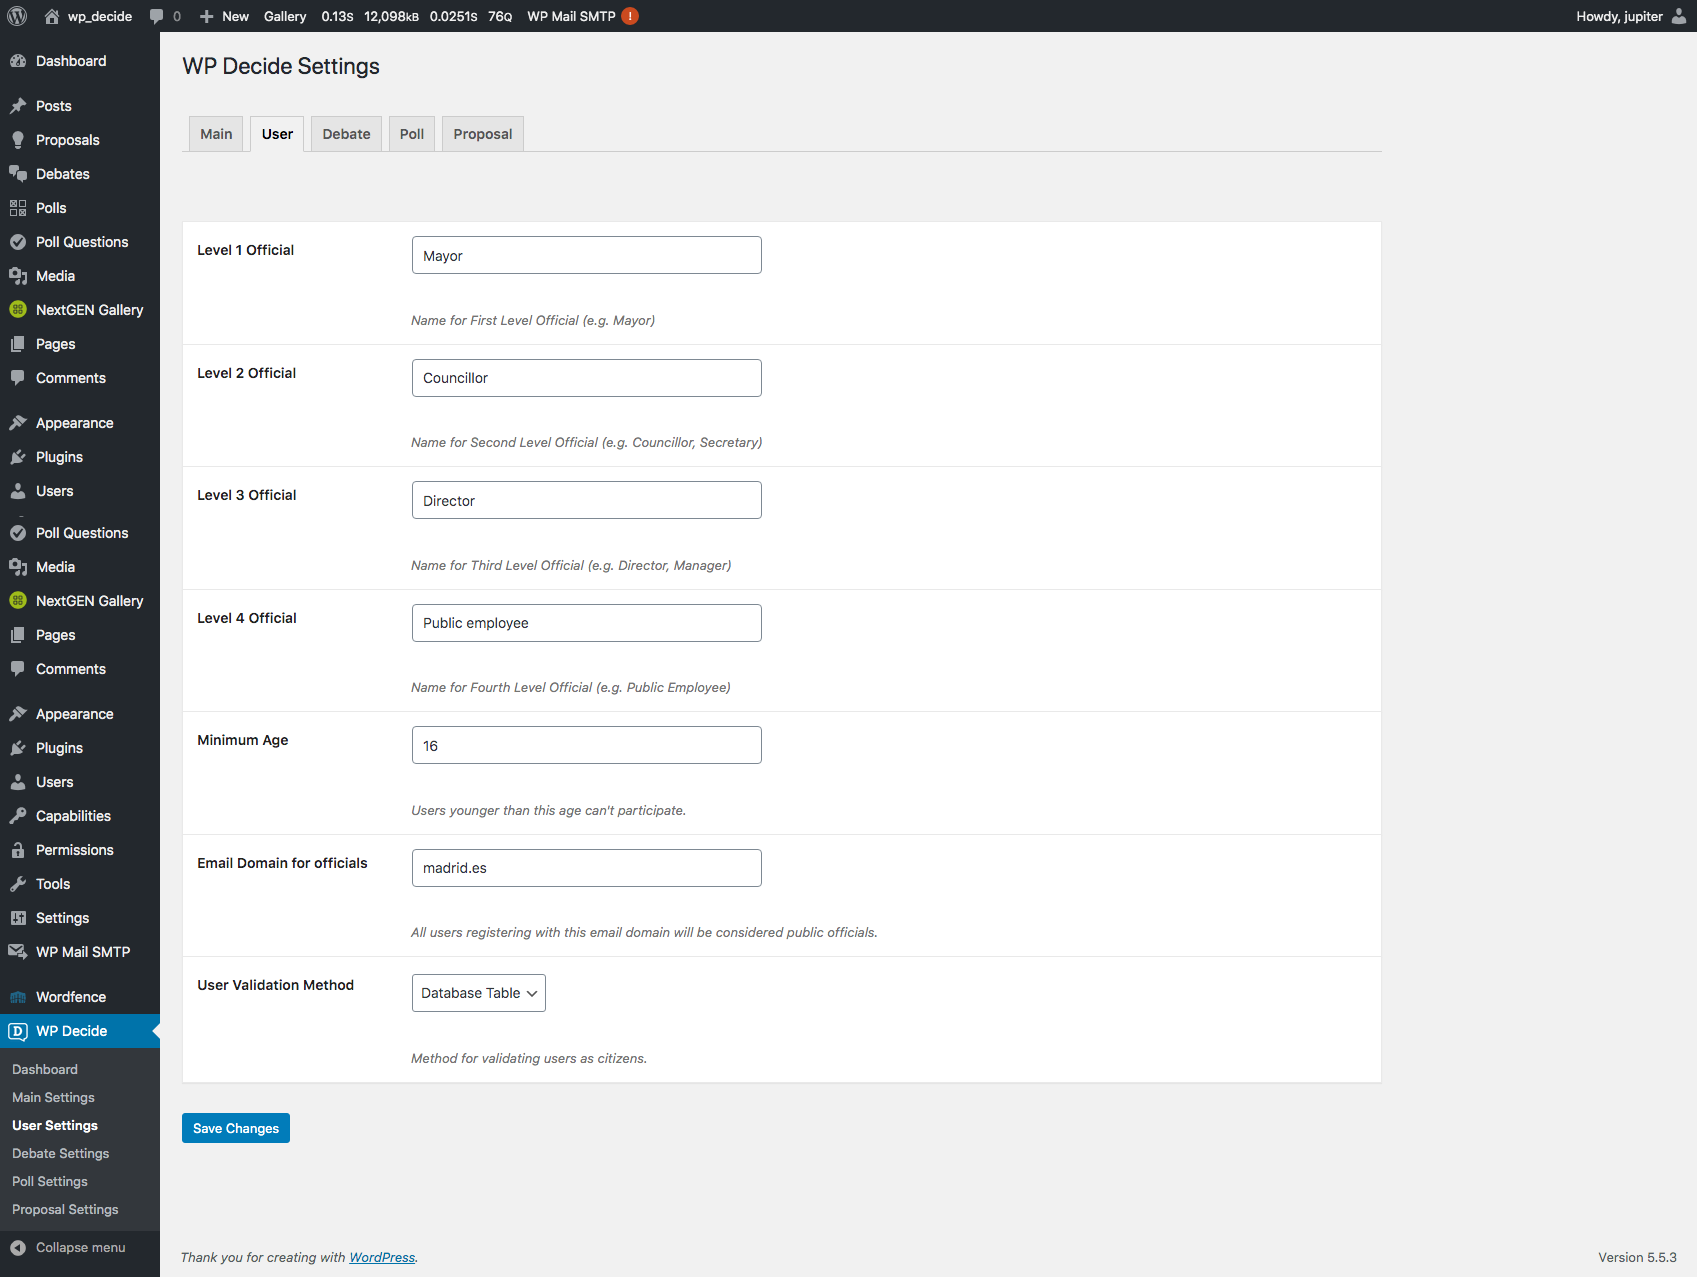 wp_decide 0 New Gallery 0.13s 12,098kB 0.0251s 76Q WP Mail SMTP ! Howdy, jupiter
Dashboard
Posts
Proposals
Debates
Polls
Poll Questions
Media
NextGEN Gallery
Pages
Comments
Appearance
Plugins
Users
Poll Questions
Media
NextGEN Gallery
Pages
Comments
Appearance
Plugins
Users
Capabilities
Permissions
Tools
Settings
WP Mail SMTP
Wordfence
WP Decide
Dashboard
Main Settings
User Settings
Debate Settings
Poll Settings
Proposal Settings
Collapse menu
WP Decide Settings
Main User Debate Poll Proposal
Level 1 Official Mayor
Name for First Level Official (e.g. Mayor)
Level 2 Official Councillor
Name for Second Level Official (e.g. Councillor, Secretary)
Level 3 Official Director
Name for Third Level Official (e.g. Director, Manager)
Level 4 Official Public employee
Name for Fourth Level Official (e.g. Public Employee)
Minimum Age 16
Users younger than this age can't participate.
Email Domain for officials madrid.es
All users registering with this email domain will be considered public officials.
User Validation Method Database Table
Method for validating users as citizens.
Save Changes
Thank you for creating with WordPress. Version 5.5.3